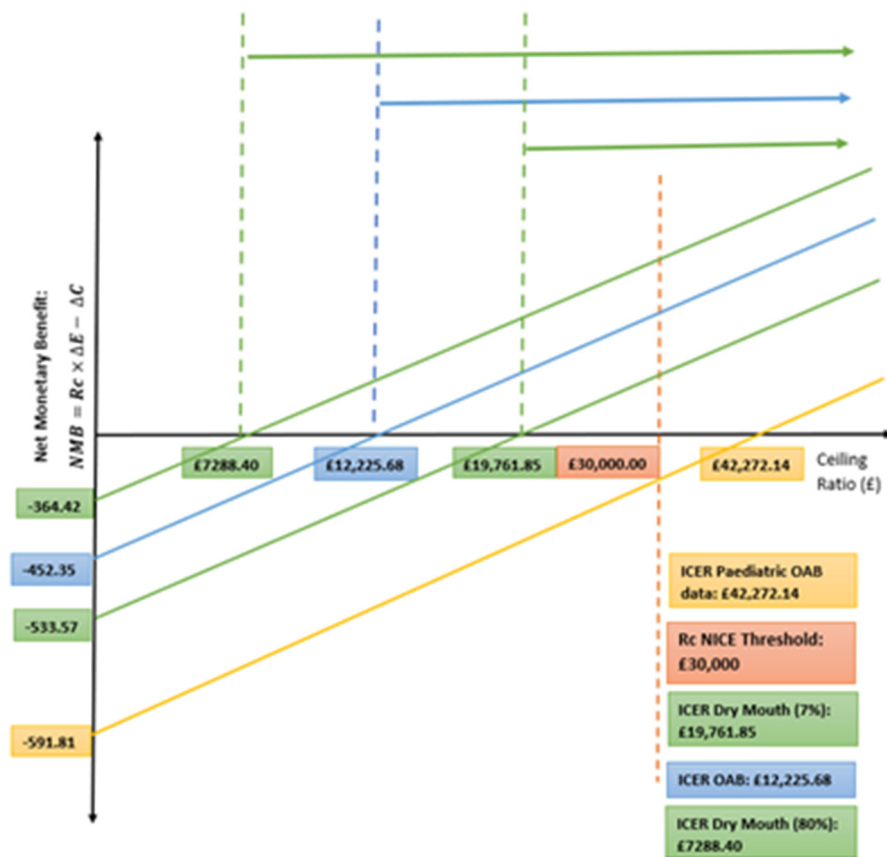 Net Monetary Benefit:
NMB = Rc × ΔE − ΔC
£7288.40
£12,225.68
£19,761.85
£30,000.00
£42,272.14
Ceiling
Ratio (£)
-364.42
-452.35
-533.57
-591.81
ICER Paediatric OAB
data: £42,272.14
Rc NICE Threshold:
£30,000
ICER Dry Mouth (7%):
£19,761.85
ICER OAB: £12,225.68
ICER Dry Mouth (80%):
£7288.40